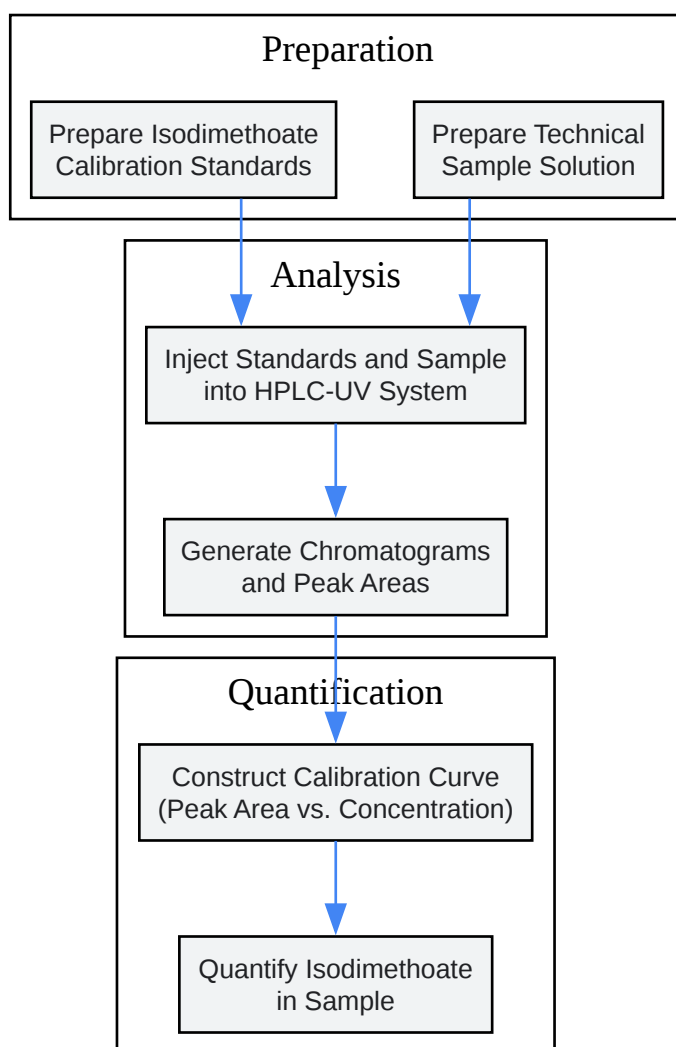 Preparation
Prepare Isodimethoate
Calibration Standards
Prepare Technical
Sample Solution
Analysis
Inject Standards and Sample
into HPLC-UV System
Generate Chromatograms
and Peak Areas
Quantification
Construct Calibration Curve
(Peak Area vs. Concentration)
Quantify Isodimethoate
in Sample